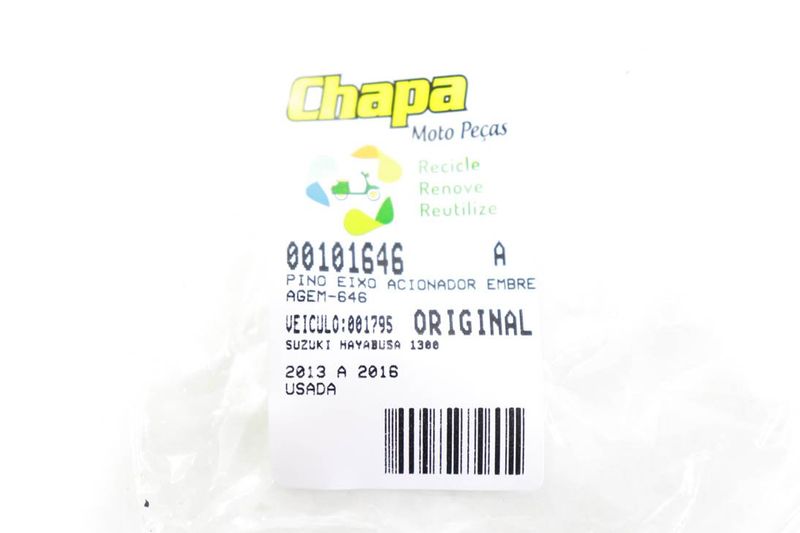 Chapa
Moto Peças
Recicle
Renove
Reutilize
00101646 A
PINO EIXO ACIONADOR EMBRE
AGEM-646
VEICULO:001795 ORIGINAL
SUZUKI HAYABUSA 1300
2013 A 2016
USADA